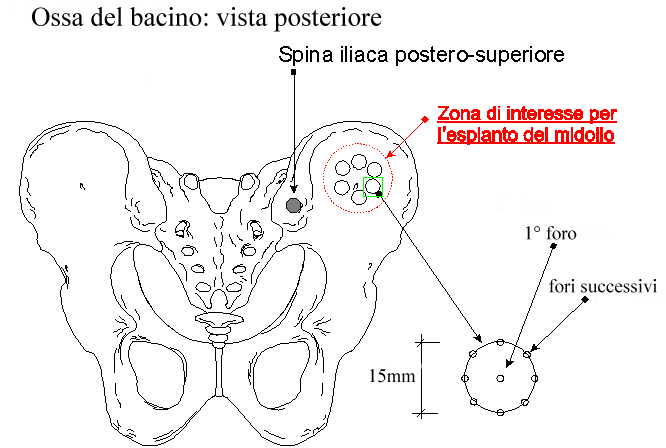 Ossa del bacino: vista posteriore
Spina iliaca postero-superiore
Zona di interesse per
l'espianto del midollo
1° foro
fori successivi
15mm